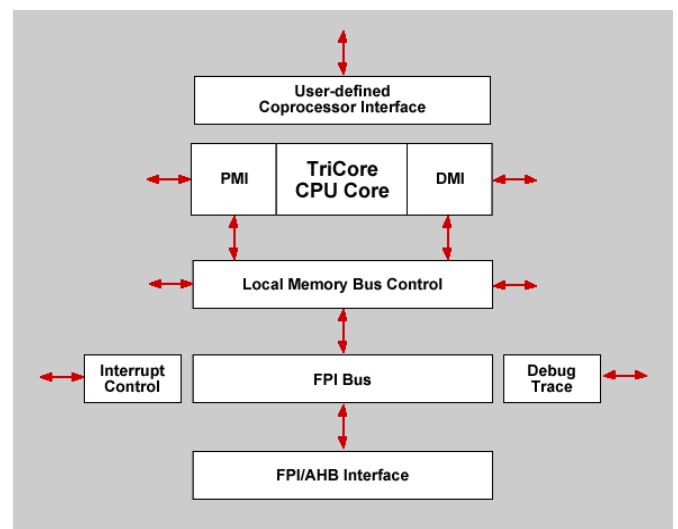 User-defined
Coprocessor Interface
PMI
TriCore
CPU Core
DMI
Local Memory Bus Control
Interrupt
Control
FPI Bus
Debug
Trace
FPI/AHB Interface